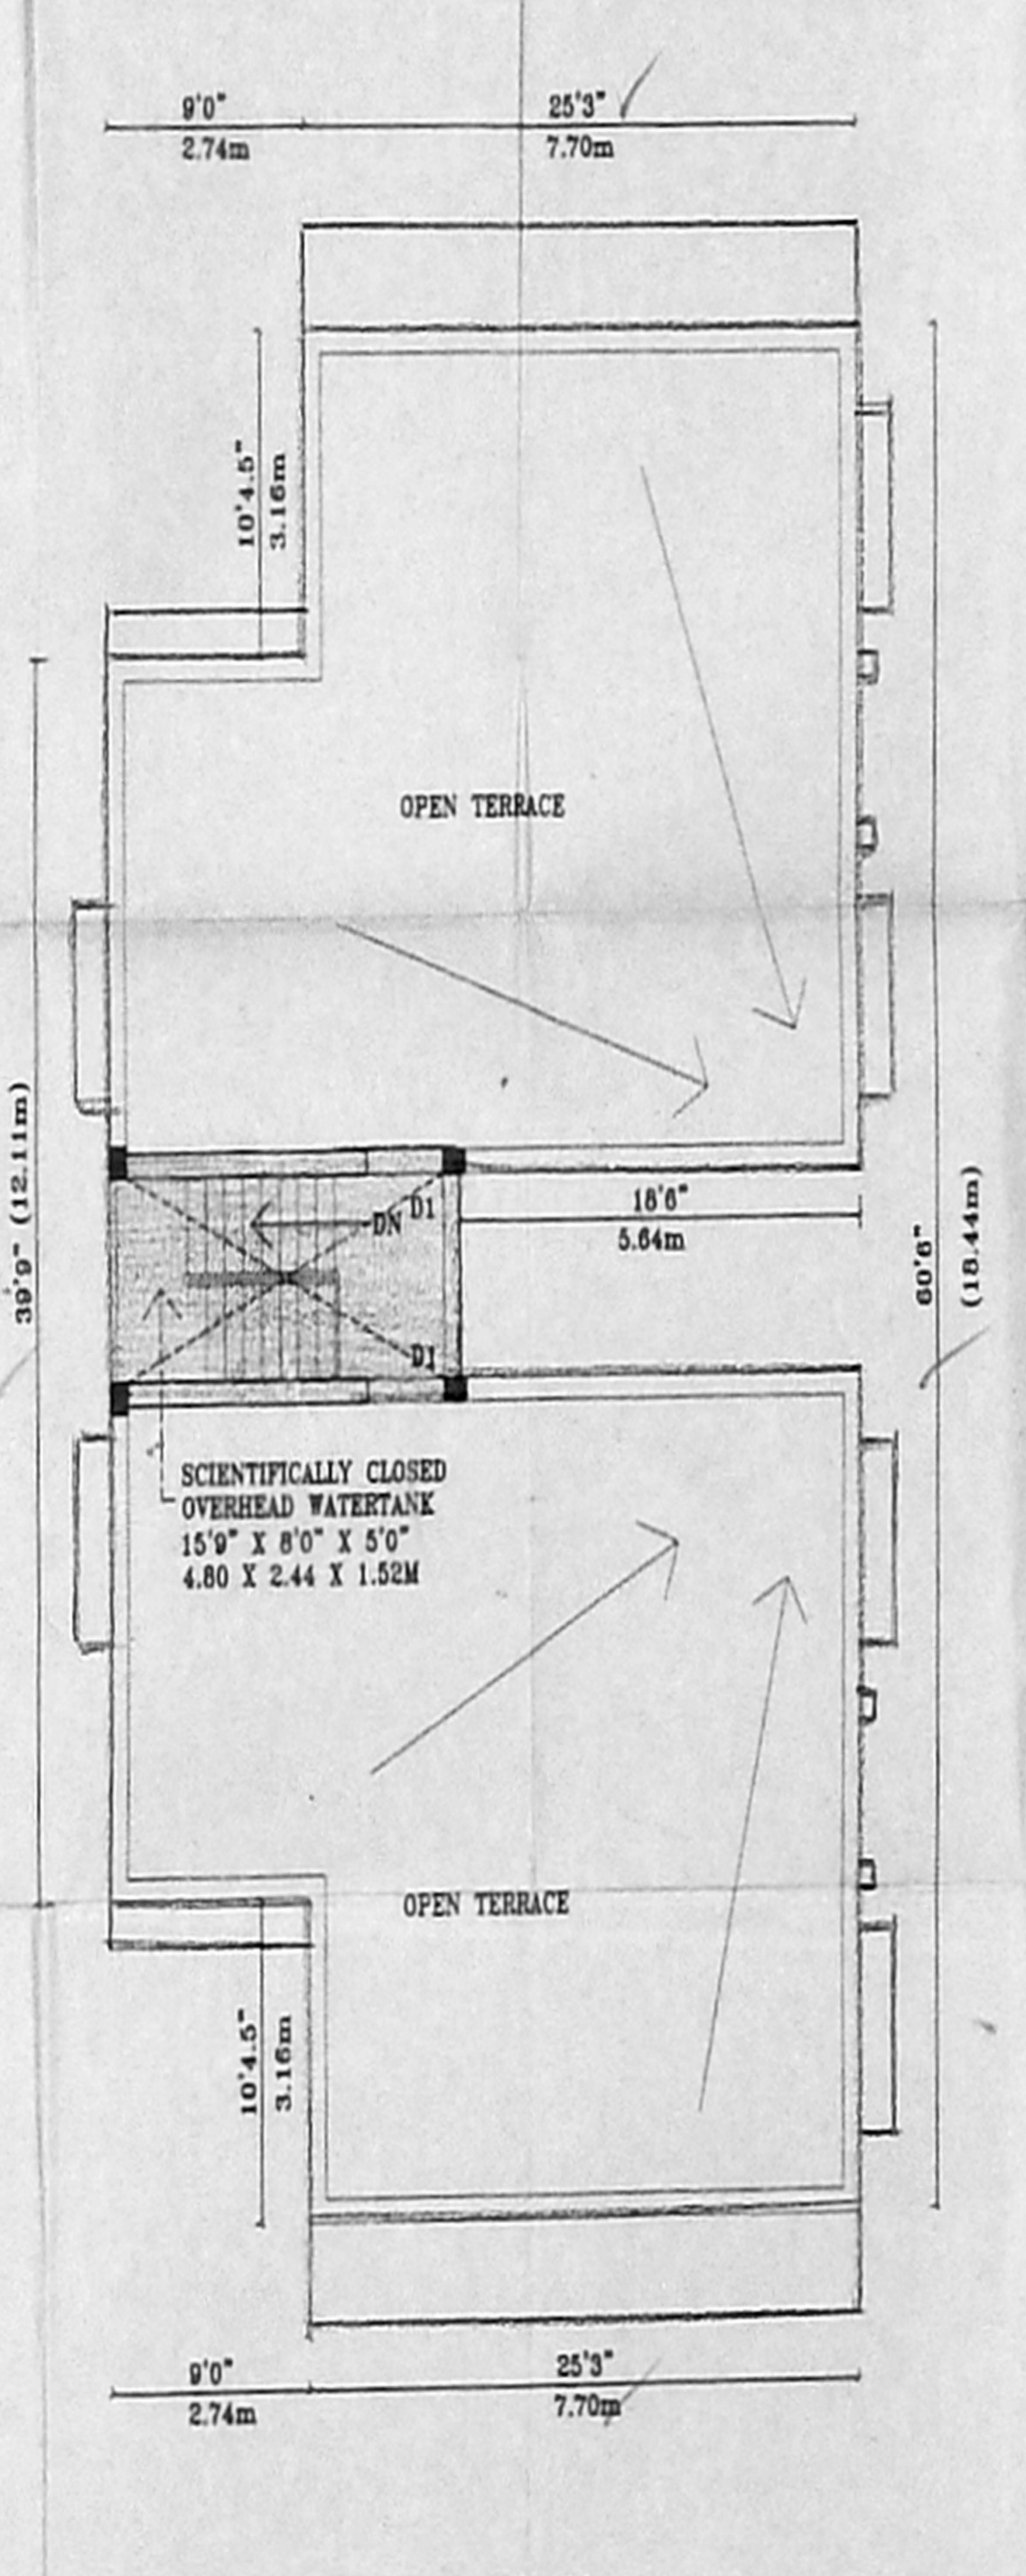 9'0"
2.74m
25'3"
7.70m
10'4.5"
3.16m
OPEN TERRACE
39'9" (12.11m)
D1
DN
D1
18'6"
5.64m
60'6"
(18.44m)
SCIENTIFICALLY CLOSED
OVERHEAD WATERTANK
15'9" X 8'0" X 5'0"
4.80 X 2.44 X 1.52M
OPEN TERRACE
10'4.5"
3.16m
9'0"
2.74m
25'3"
7.70m